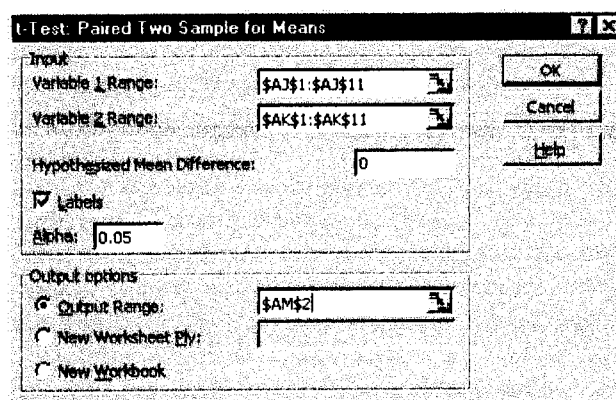 t-Test: Paired Two Sample for Means
Input
Variable 1 Range: $AJ$1:$AJ$11
Variable 2 Range: $AK$1:$AK$11
Hypothesized Mean Difference: 0
Labels
Alpha: 0.05
OK
Cancel
Help
Output options
Output Range: $AM$2
New Worksheet Ply:
New Workbook